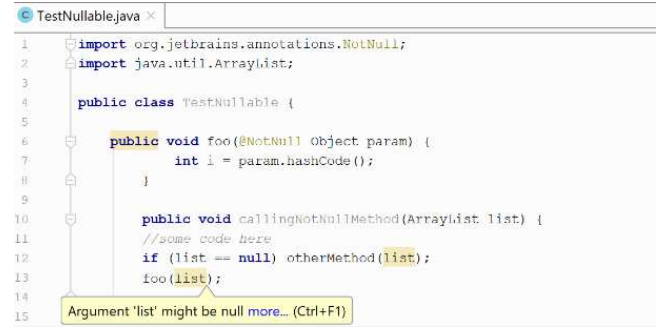 C TestNullable.java ×
1 import org.jetbrains.annotations.NotNull;
2 import java.util.ArrayList;
3
4 public class TestNullable {
5
6 public void foo(@NotNull Object param) {
7 int i = param.hashCode();
8 }
9
10 public void callingNotNullMethod(ArrayList list) {
11 //some code here
12 if (list == null) otherMethod(list);
13 foo(list);
14
15 Argument 'list' might be null more... (Ctrl+F1)